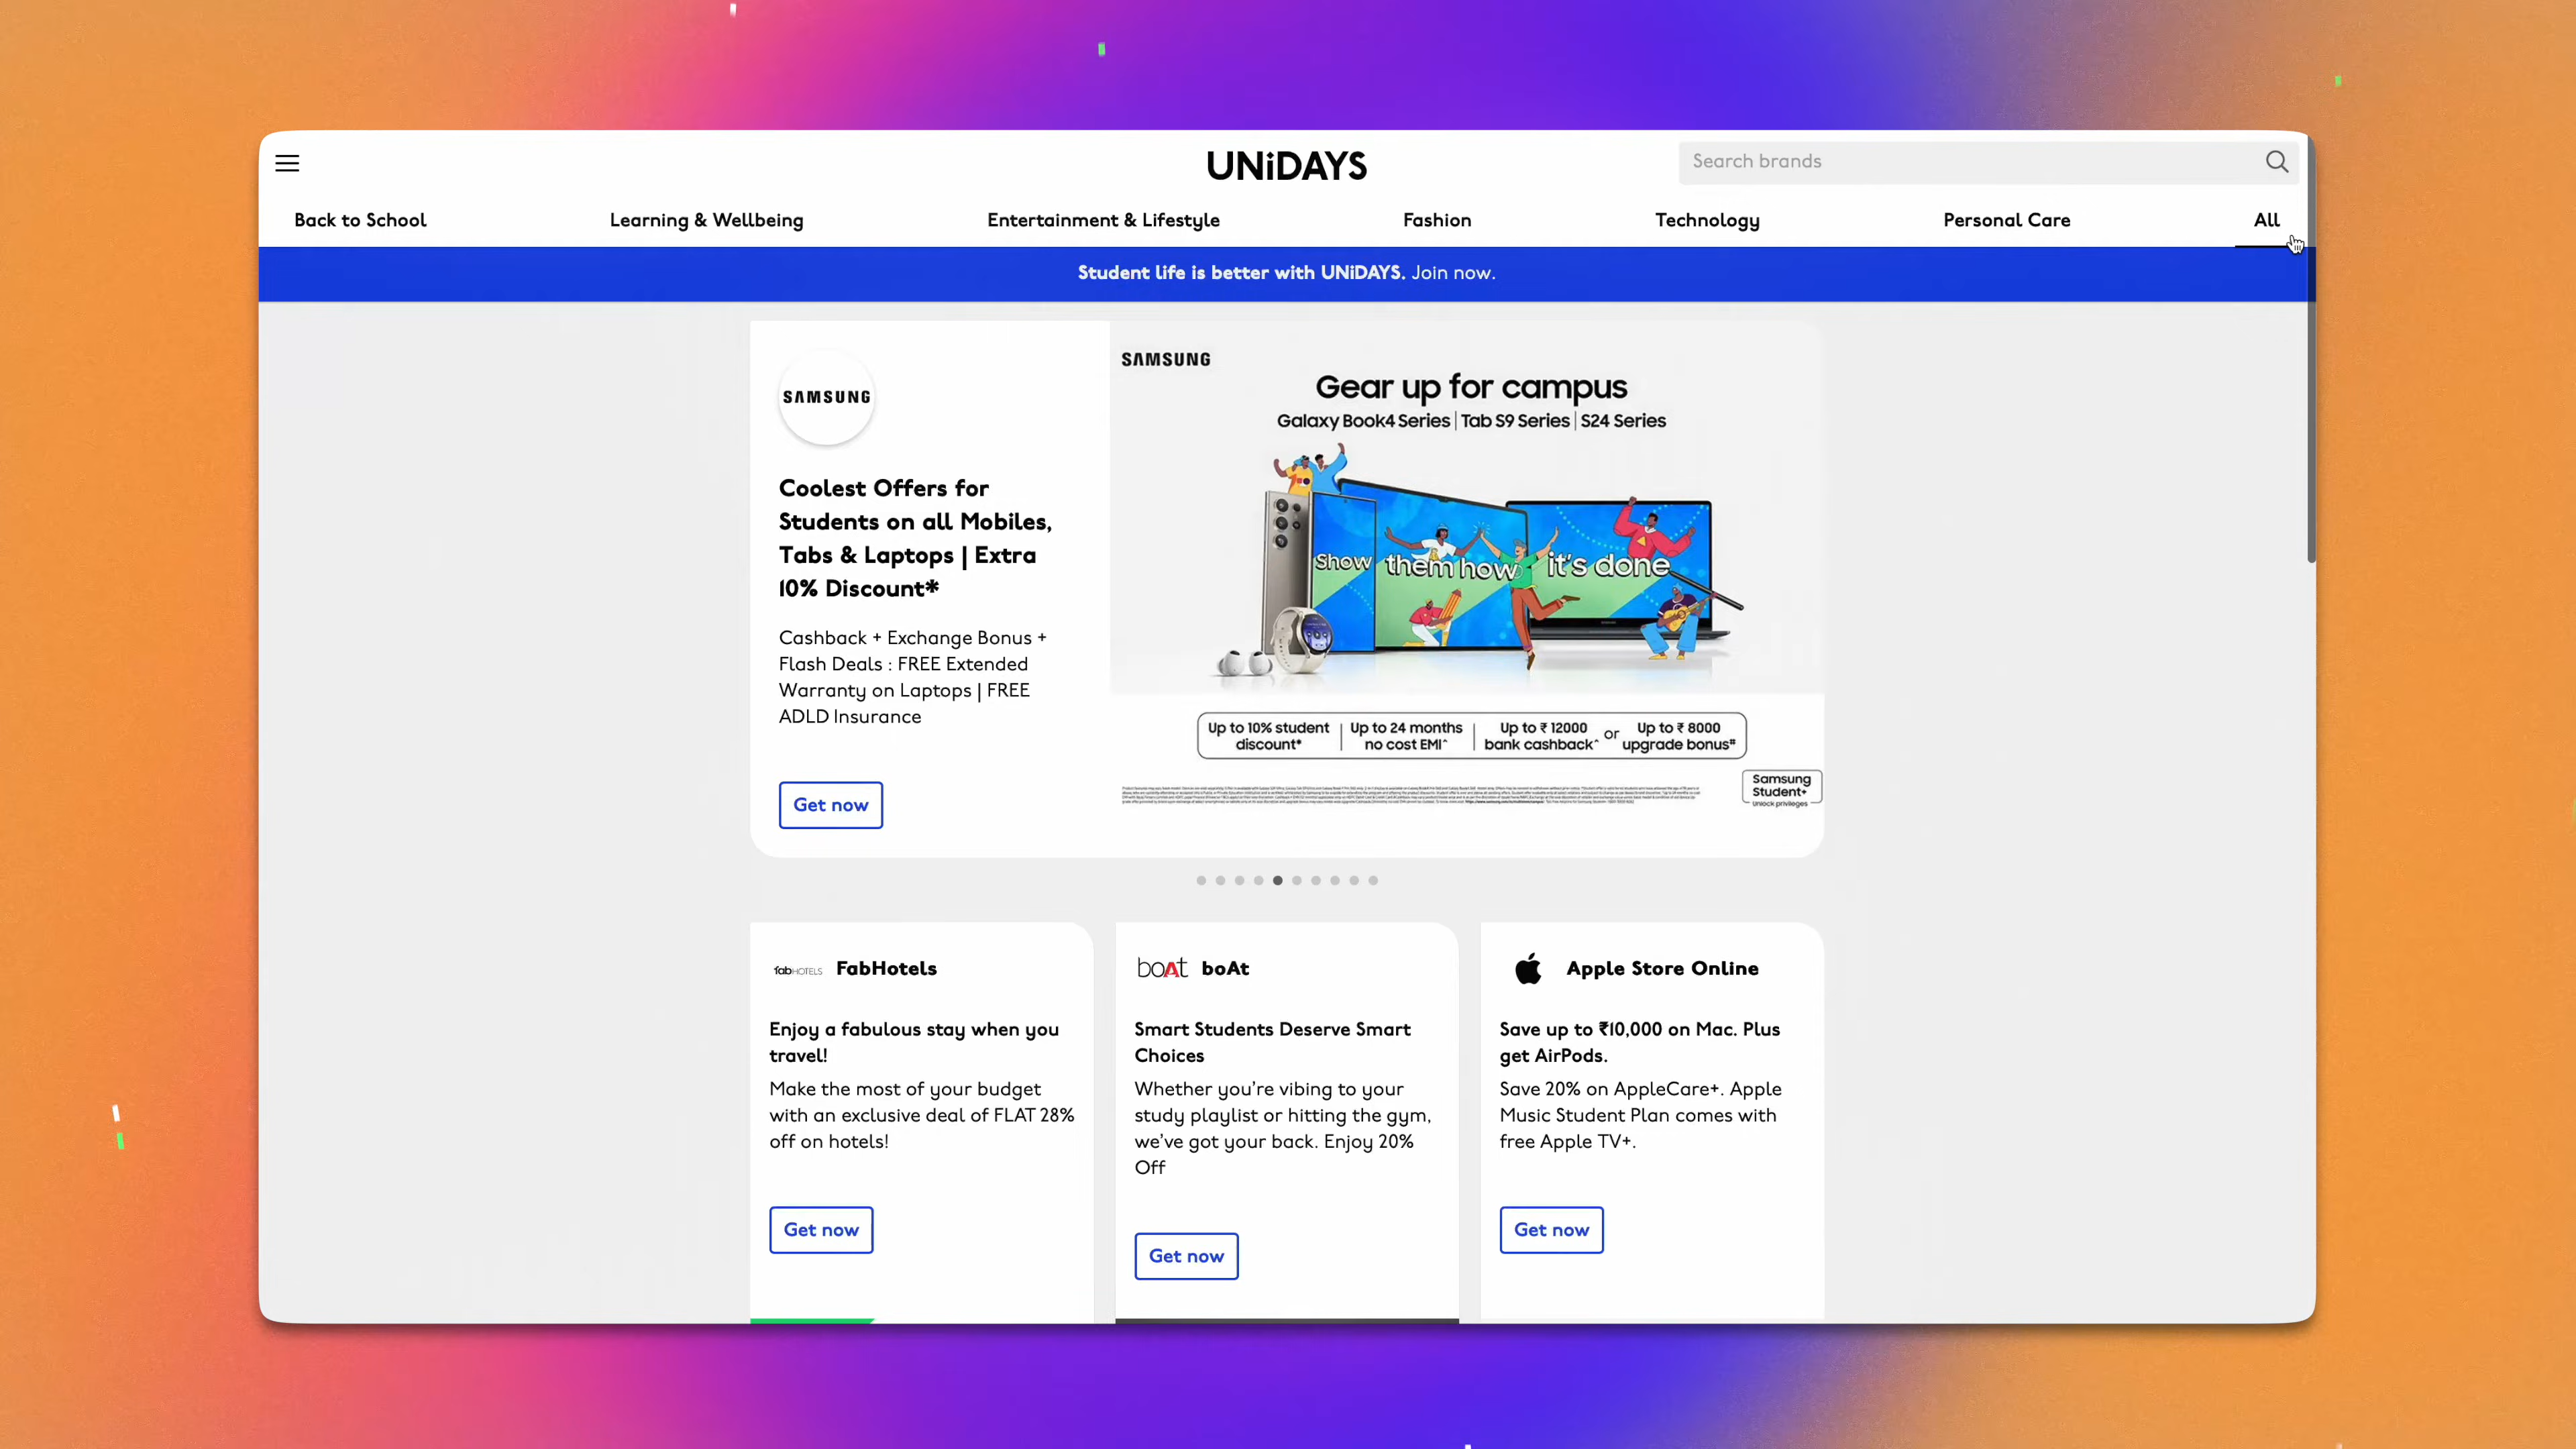 UNiDAYS
Search brands
Back to School
Learning & Wellbeing
Entertainment & Lifestyle
Fashion
Technology
Personal Care
All
Student life is better with UNiDAYS. Join now.
SAMSUNG
Coolest Offers for
Students on all Mobiles,
Tabs & Laptops | Extra
10% Discount*
Cashback + Exchange Bonus +
Flash Deals : FREE Extended
Warranty on Laptops | FREE
ADLD Insurance
Get now
SAMSUNG
Gear up for campus
Galaxy Book4 Series | Tab S9 Series | S24 Series
Show them how it's done
Up to 10% student
discount*
Up to 24 months
no cost EMI^
Up to ₹ 12000
bank cashback^
or
Up to ₹ 8000
upgrade bonus#
Samsung
Student+
Unlock privileges
fabHOTELS
FabHotels
Enjoy a fabulous stay when you
travel!
Make the most of your budget
with an exclusive deal of FLAT 28%
off on hotels!
Get now
boAt
boAt
Smart Students Deserve Smart
Choices
Whether you're vibing to your
study playlist or hitting the gym,
we've got your back. Enjoy 20%
Off
Get now
Apple Store Online
Save up to ₹10,000 on Mac. Plus
get AirPods.
Save 20% on AppleCare+. Apple
Music Student Plan comes with
free Apple TV+.
Get now